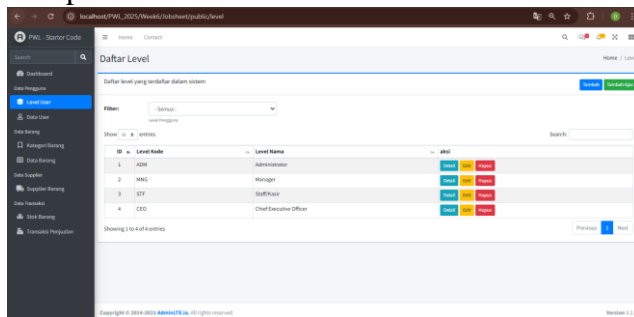 localhost/PWL_2025/Week6/Jobsheet/public/level
PWL - Starter Code
Home Contact
Search
Daftar Level
Home / Level
Dashboard
Data Pengguna
Level User
Data User
Data Barang
Kategori Barang
Data Barang
Data Supplier
Supplier Barang
Data Transaksi
Stok Barang
Transaksi Penjualan
Daftar level yang terdaftar dalam sistem
Tambah Tambah Ajax
Filter: - Semua -
Level Pengguna
Show 10 entries Search:
ID Level Kode Level Nama aksi
1 ADM Administrator Detail Edit Hapus
2 MNG Manager Detail Edit Hapus
3 STF Staff/Kasir Detail Edit Hapus
4 CEO Chief Executive Officer Detail Edit Hapus
Showing 1 to 4 of 4 entries
Previous 1 Next
Copyright © 2014-2021 AdminLTE.io. All rights reserved.
Version 3.2